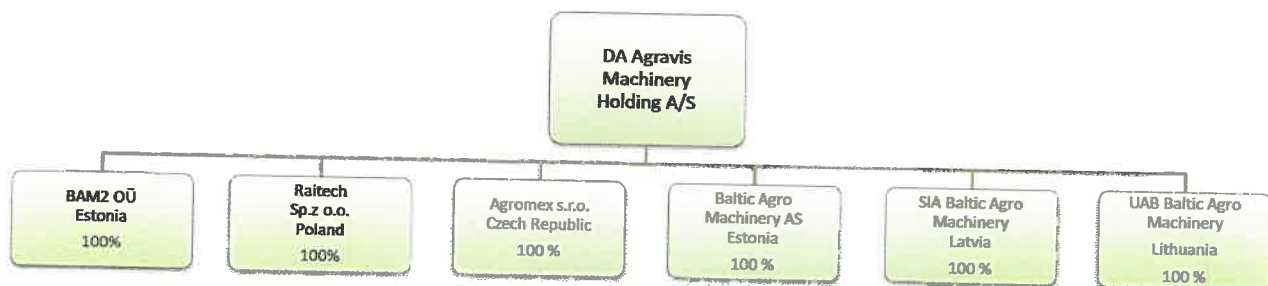 DA Agravis
Machinery
Holding A/S
BAM2 OÜ
Estonia
100%
Raitech
Sp.z o.o.
Poland
100%
Agromex s.r.o.
Czech Republic
100 %
Baltic Agro
Machinery AS
Estonia
100 %
SIA Baltic Agro
Machinery
Latvia
100 %
UAB Baltic Agro
Machinery
Lithuania
100 %